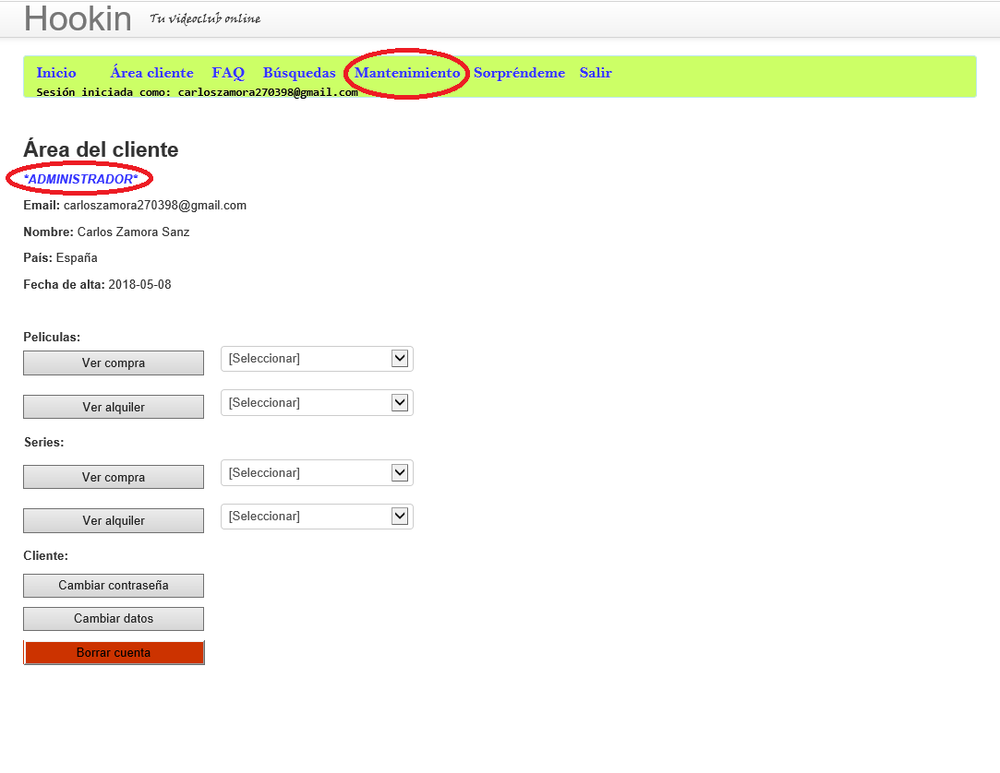 Hookin Tu videoclub online
Inicio Área cliente FAQ Búsquedas Mantenimiento Sorpréndeme Salir
Sesión iniciada como: carloszamora270398@gmail.com
Área del cliente
*ADMINISTRADOR*
Email: carloszamora270398@gmail.com
Nombre: Carlos Zamora Sanz
País: España
Fecha de alta: 2018-05-08
Peliculas:
Ver compra [Seleccionar]
Ver alquiler [Seleccionar]
Series:
Ver compra [Seleccionar]
Ver alquiler [Seleccionar]
Cliente:
Cambiar contraseña
Cambiar datos
Borrar cuenta